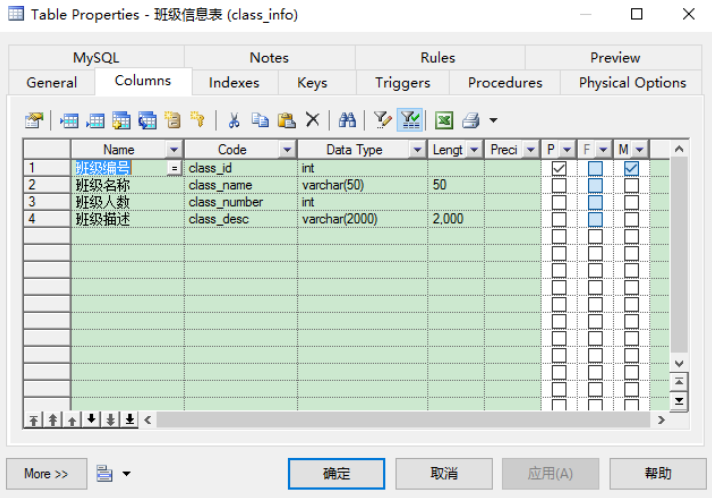 Table Properties - 班级信息表 (class_info)
MySQL Notes Rules Preview
General Columns Indexes Keys Triggers Procedures Physical Options
Name Code Data Type Lengt Preci P F M
1 班级编号 = class_id int
2 班级名称 class_name varchar(50) 50
3 班级人数 class_number int
4 班级描述 class_desc varchar(2000) 2,000
More >> 确定 取消 应用(A) 帮助